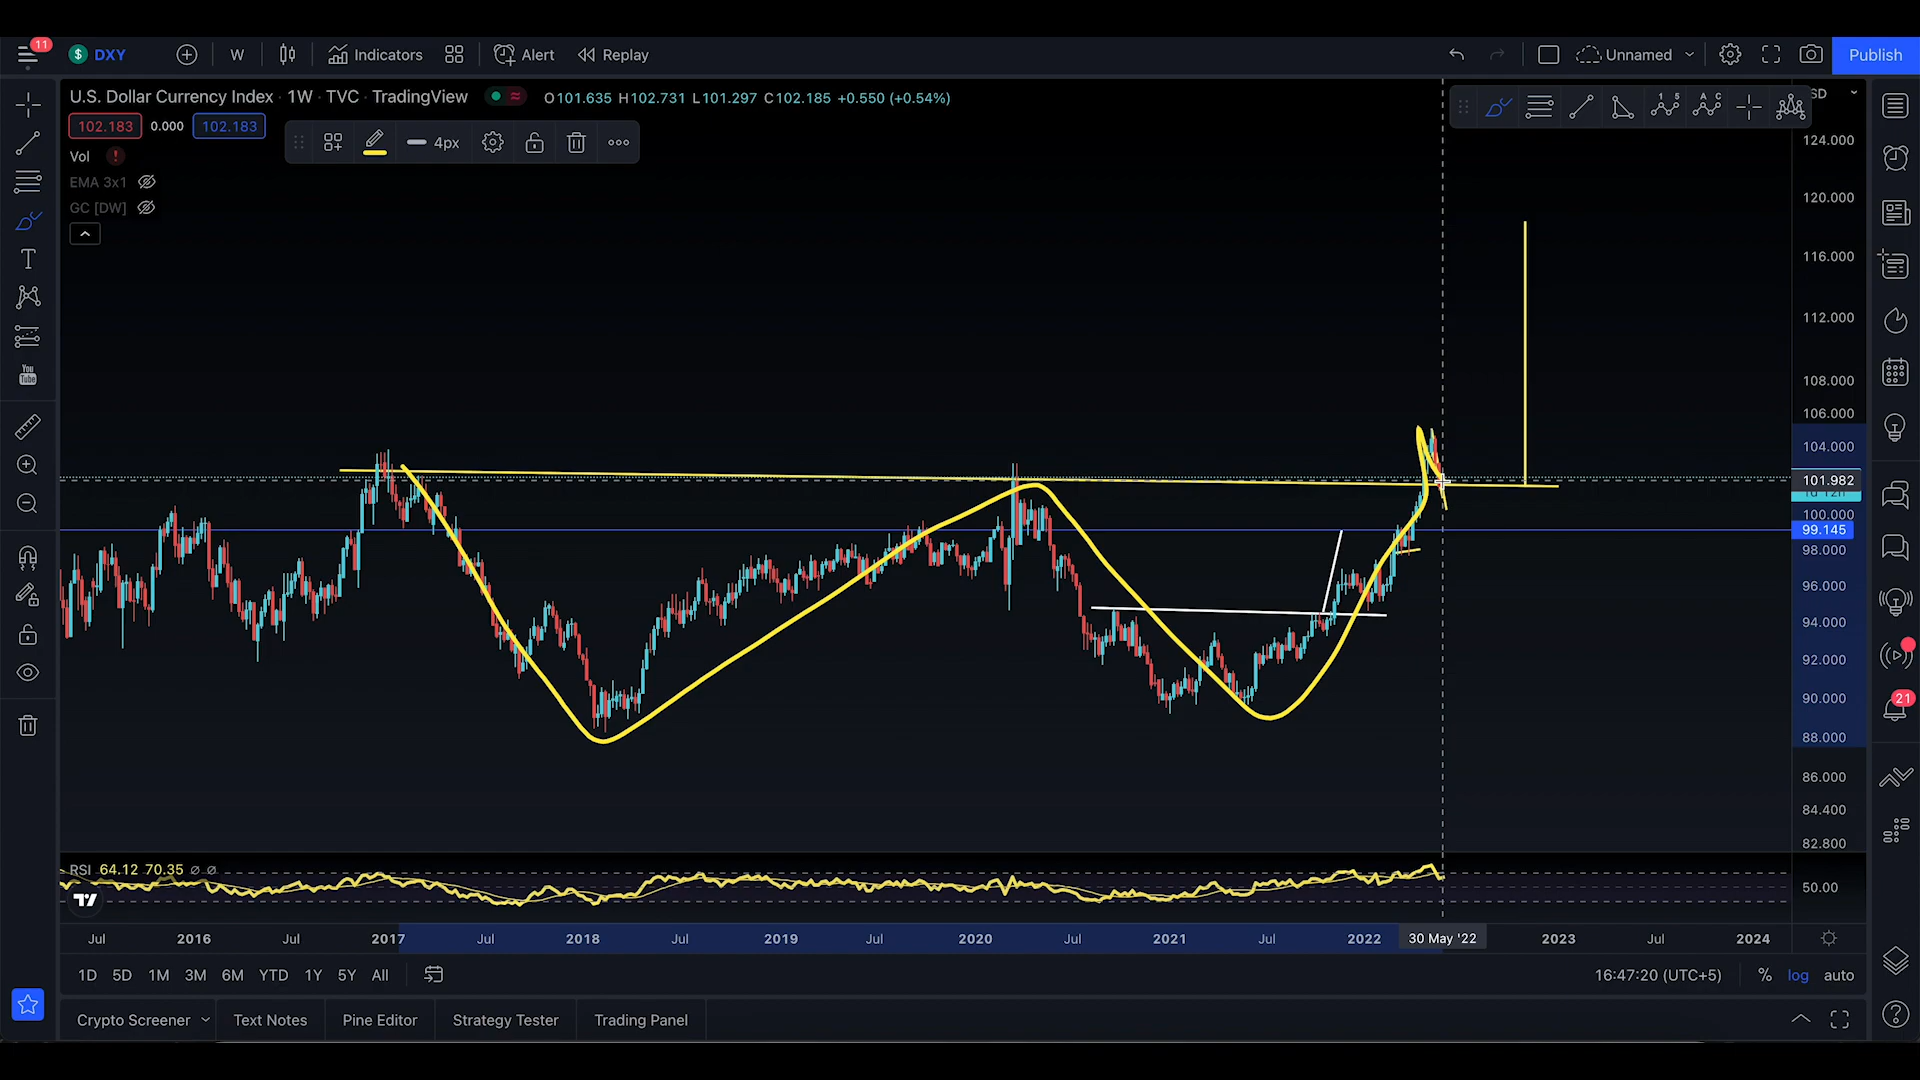 11
$ DXY W Indicators Alert Replay Unnamed Publish
U.S. Dollar Currency Index · 1W · TVC · TradingView O101.635 H102.731 L101.297 C102.185 +0.550 (+0.54%)
102.183 0.000 102.183
4px
Vol !
EMA 3x1
GC [DW]
You
Tube
124.000
120.000
116.000
112.000
108.000
106.000
104.000
101.982
100.000
99.145
98.000
96.000
94.000
92.000
90.000
88.000
86.000
84.400
82.800
21
RSI 64.12 70.35 ∅ ∅
50.00
Jul 2016 Jul 2017 Jul 2018 Jul 2019 Jul 2020 Jul 2021 Jul 2022 30 May '22 2023 Jul 2024
1D 5D 1M 3M 6M YTD 1Y 5Y All 16:47:20 (UTC+5) % log auto
Crypto Screener Text Notes Pine Editor Strategy Tester Trading Panel